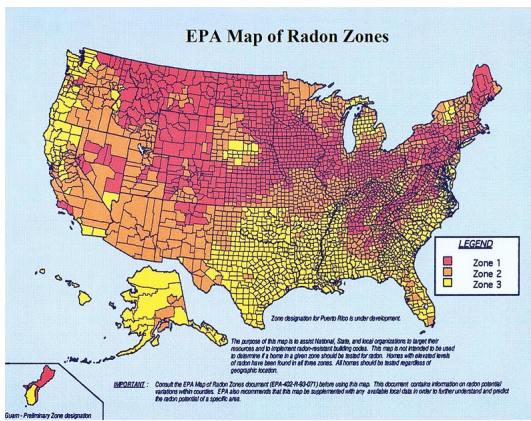 EPA Map of Radon Zones
LEGEND
Zone 1
Zone 2
Zone 3
Zone designation for Puerto Rico is under development.
The purpose of this map is to assist National, State, and local organizations to target their
resources and to implement radon-resistant building codes. This map is not intended to be used
to determine if a home in a given zone should be tested for radon. Homes with elevated levels
of radon have been found in all three zones. All homes should be tested regardless of
geographic location.
IMPORTANT : Consult the EPA Map of Radon Zones document (EPA-402-R-93-071) before using this map. This document contains information on radon potential
variations within counties. EPA also recommends that this map be supplemented with any available local data in order to further understand and predict
the radon potential of a specific area.
Guam - Preliminary Zone designation